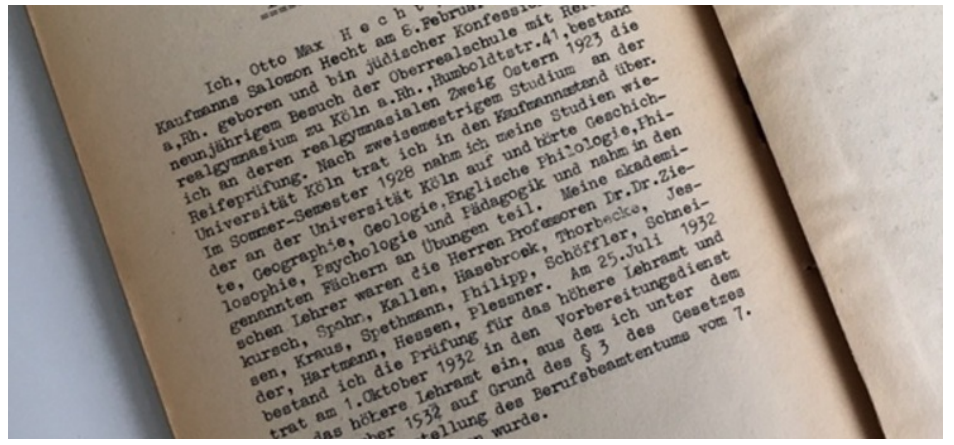 Ich, Otto Max Hecht
Kaufmanns Salomon Hecht am 8.Februar
a.Rh. geboren und bin jüdischer Konfession
neunjährigem Besuch der Oberrealschule mit
realgymnasium zu Köln a.Rh.,Humboldtstr.41,bestand
ich an deren realgymnasialen Zweig Ostern 1923 die
Reifeprüfung. Nach zweisemestrigem Studium an der
Universität Köln trat ich in den Kaufmannsstand über.
Im Sommer-Semester 1928 nahm ich meine Studien wie-
der an der Universität Köln auf und hörte Geschich-
te, Geographie, Geologie,Englische Philologie,Phi-
losophie, Psychologie und Pädagogik und nahm in den
genannten Fächern an Übungen teil. Meine akademi-
schen Lehrer waren die Herren Professoren Dr.Dr.Zie-
kursch, Spahn, Kallen, Hasebroek, Thorbecke, Jes-
sen, Kraus, Spethmann, Philipp, Schöffler, Schnei-
der, Hartmann, Hessen, Plessner. Am 25.Juli 1932
bestand ich die Prüfung für das höhere Lehramt und
trat am 1.Oktober 1932 in den Vorbereitungsdienst
das höhere Lehramt ein, aus dem ich unter dem
1532 auf Grund des § 3 des Gesetzes
des Berufsbeamtentums vom 7.
wurde.